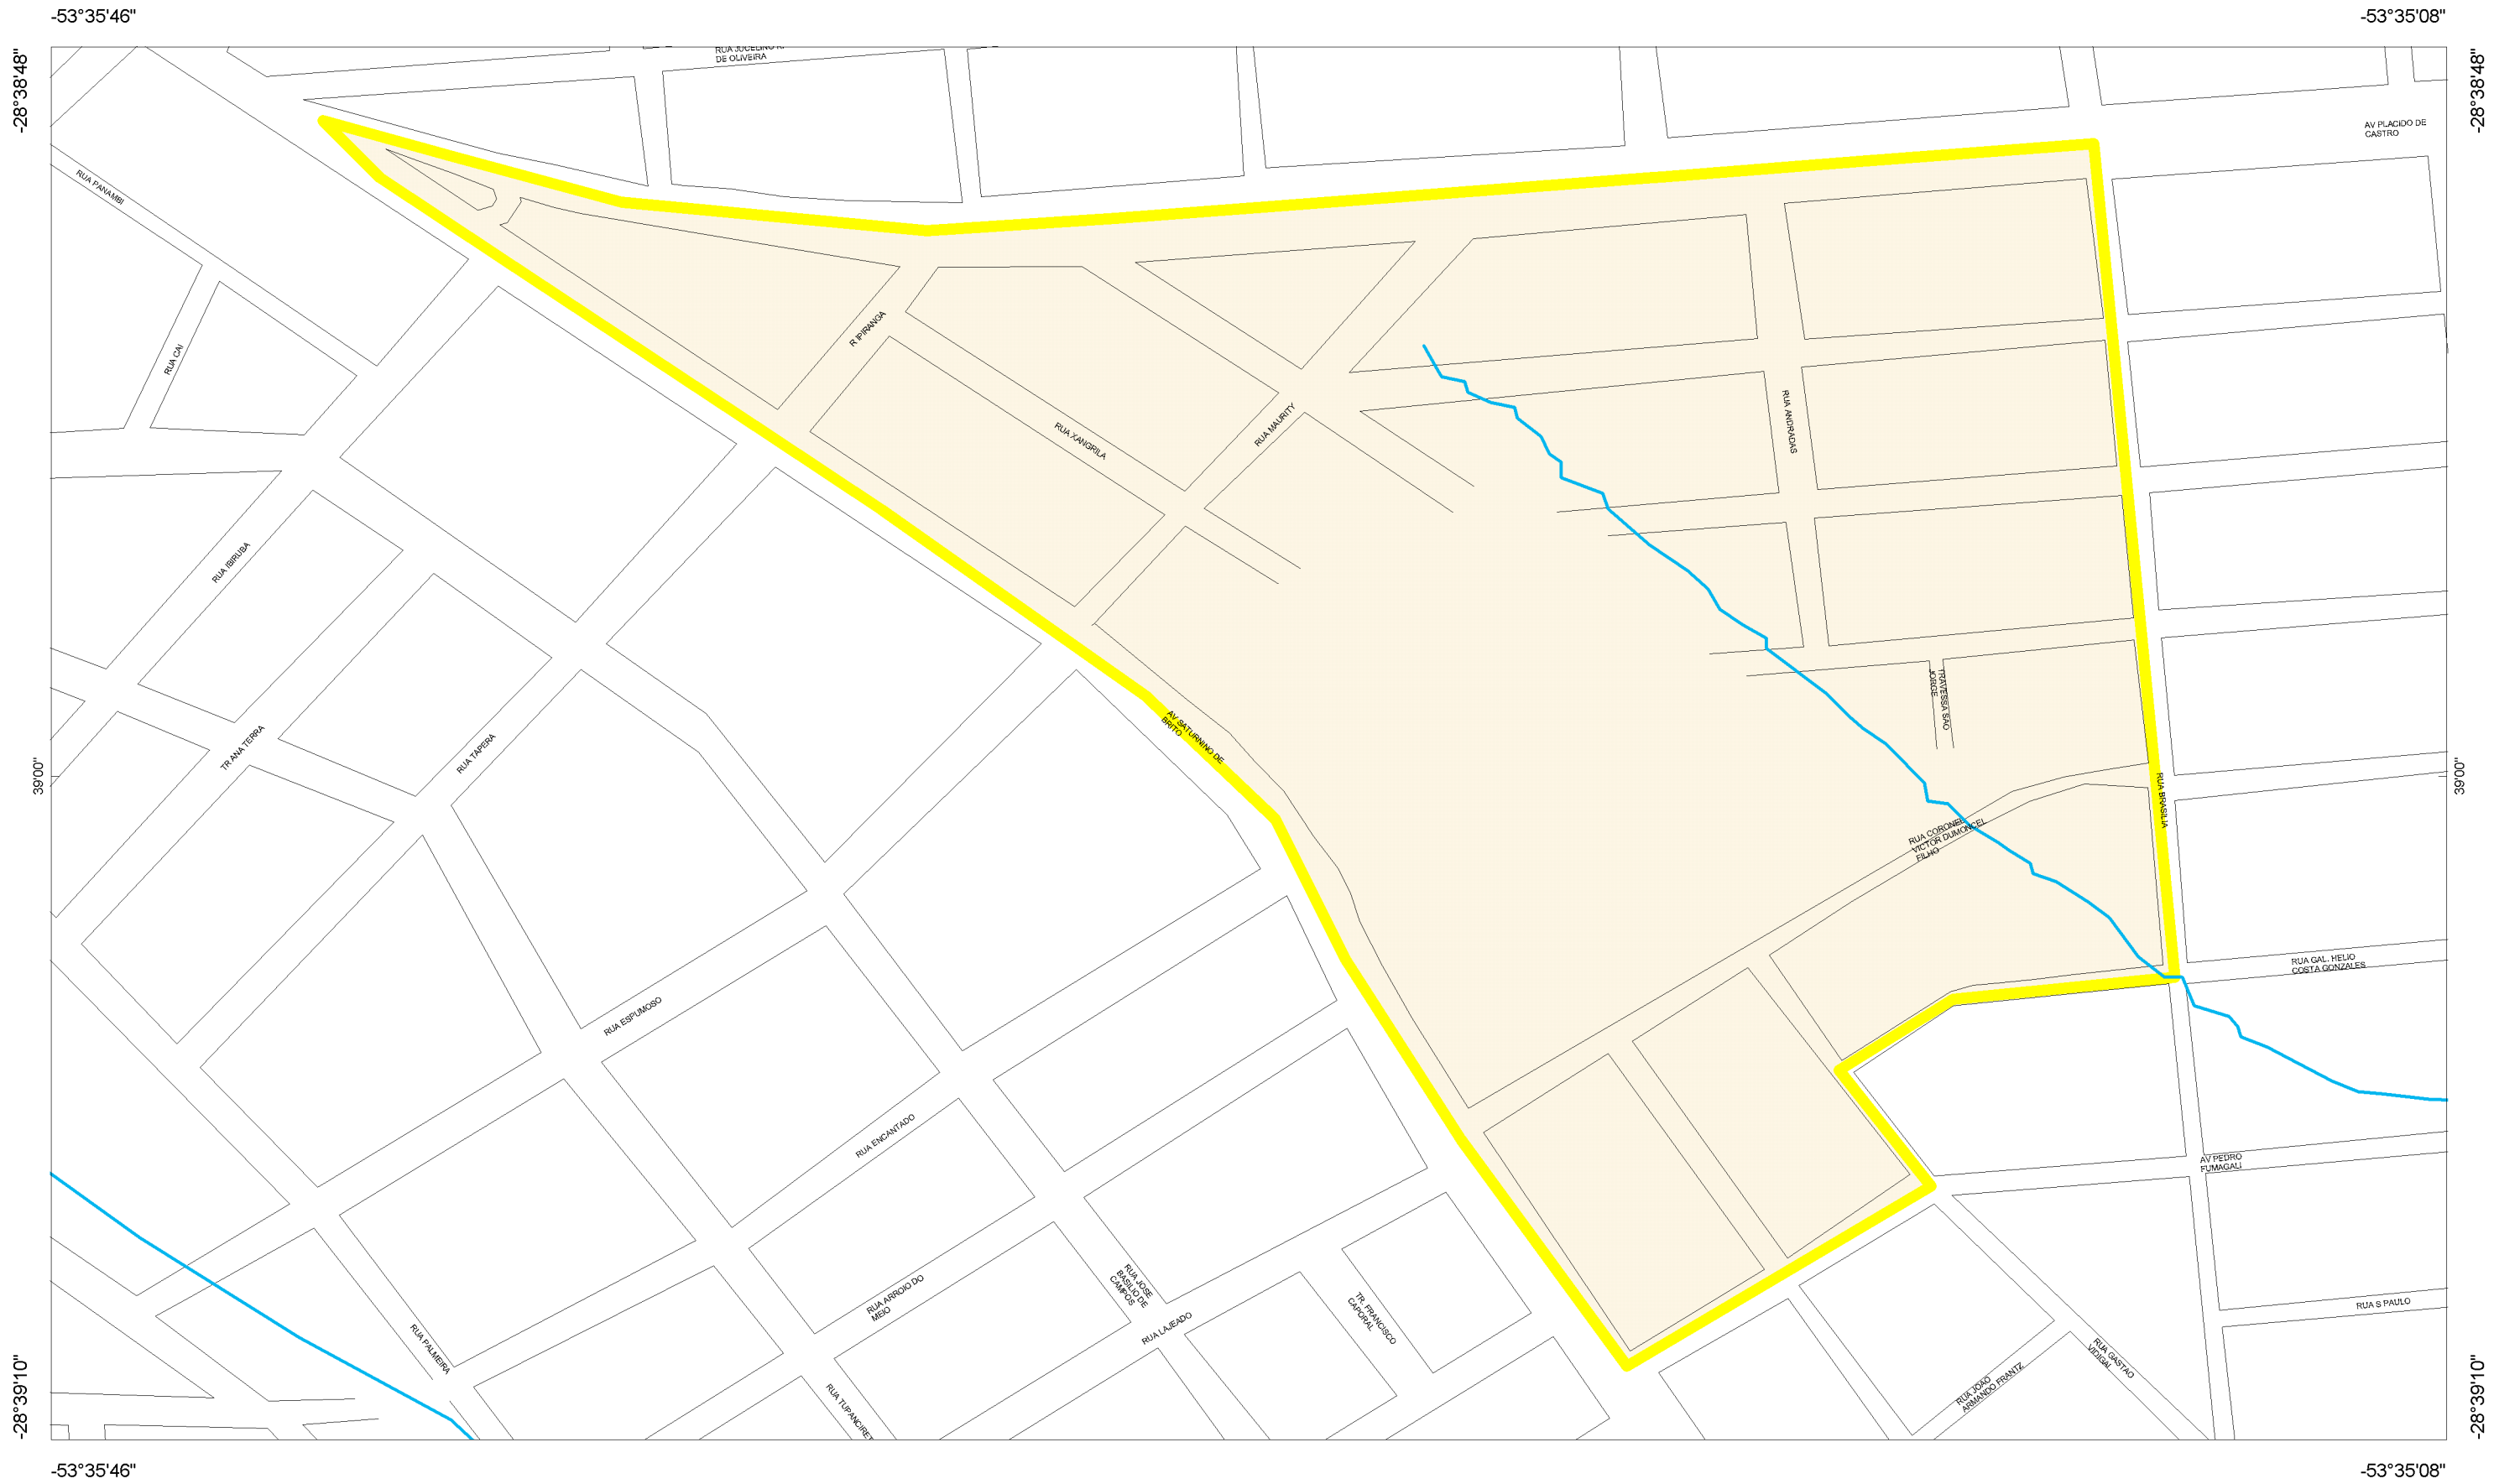 -53°35'46"
-53°35'08"
-28°38'48"
-28°38'48"
RUA JUCELINO K.
DE OLIVEIRA
AV PLACIDO DE
CASTRO
RUA PANAMBI
R IPIRANGA
RUA CAI
RUA XANGRILA
RUA MAURITY
RUA ANDRADAS
RUA IBIRUBA
TRAVESSA SAO
JORGE
TR ANA TERRA
RUA TAPERA
AV SATURNINO DE
BRITO
39'00"
39'00"
RUA BRASILIA
RUA CORONEL
VICTOR DUMONCEL
FILHO
RUA GAL. HELIO
COSTA GONZALES
RUA ESPUMOSO
RUA ENCANTADO
AV PEDRO
FUMAGALI
RUA ARROIO DO
MEIO
RUA JOSE
BASILIO DE
CAMPOS
RUA LAJEADO
TR. FRANCISCO
CAPORAL
RUA S PAULO
RUA PALMEIRA
RUA GASTAO
VIDIGAL
RUA JOAO
ARMANDO FRANTZ
RUA TUPANCIRET
-28°39'10"
-28°39'10"
-53°35'46"
-53°35'08"